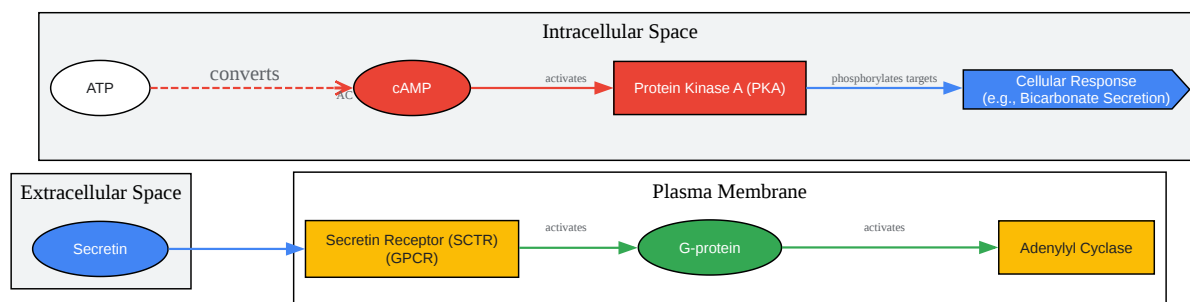 Intracellular Space
ATP
converts
AC
cAMP
activates
Protein Kinase A (PKA)
phosphorylates targets
Cellular Response
(e.g., Bicarbonate Secretion)
Extracellular Space
Secretin
Plasma Membrane
Secretin Receptor (SCTR)
(GPCR)
activates
G-protein
activates
Adenylyl Cyclase